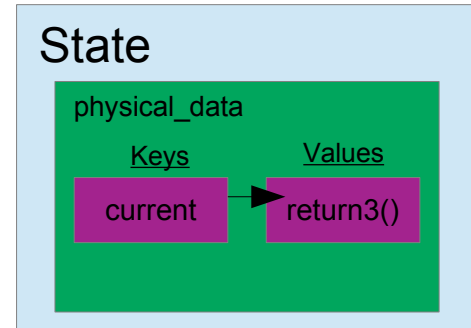 State
physical_data
Keys Values
current return3()